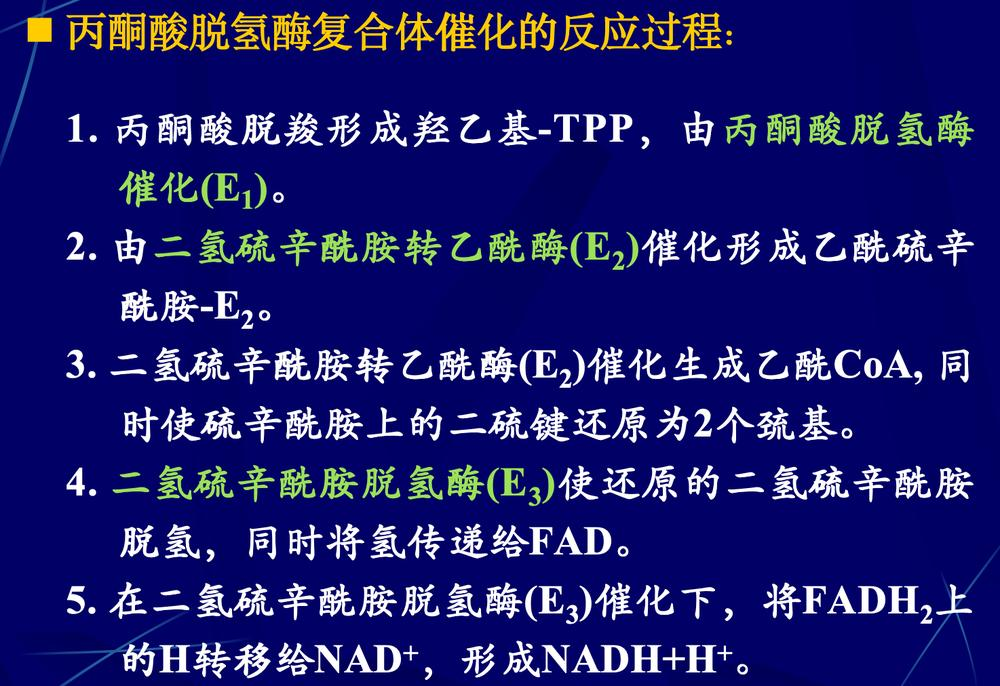 ■ 丙酮酸脱氢酶复合体催化的反应过程:
1. 丙酮酸脱羧形成羟乙基-TPP，由丙酮酸脱氢酶
催化(E₁)。
2. 由二氢硫辛酰胺转乙酰酶(E₂)催化形成乙酰硫辛
酰胺-E₂。
3. 二氢硫辛酰胺转乙酰酶(E₂)催化生成乙酰CoA, 同
时使硫辛酰胺上的二硫键还原为2个巯基。
4. 二氢硫辛酰胺脱氢酶(E₃)使还原的二氢硫辛酰胺
脱氢，同时将氢传递给FAD。
5. 在二氢硫辛酰胺脱氢酶(E₃)催化下，将FADH₂上
的H转移给NAD⁺，形成NADH+H⁺。